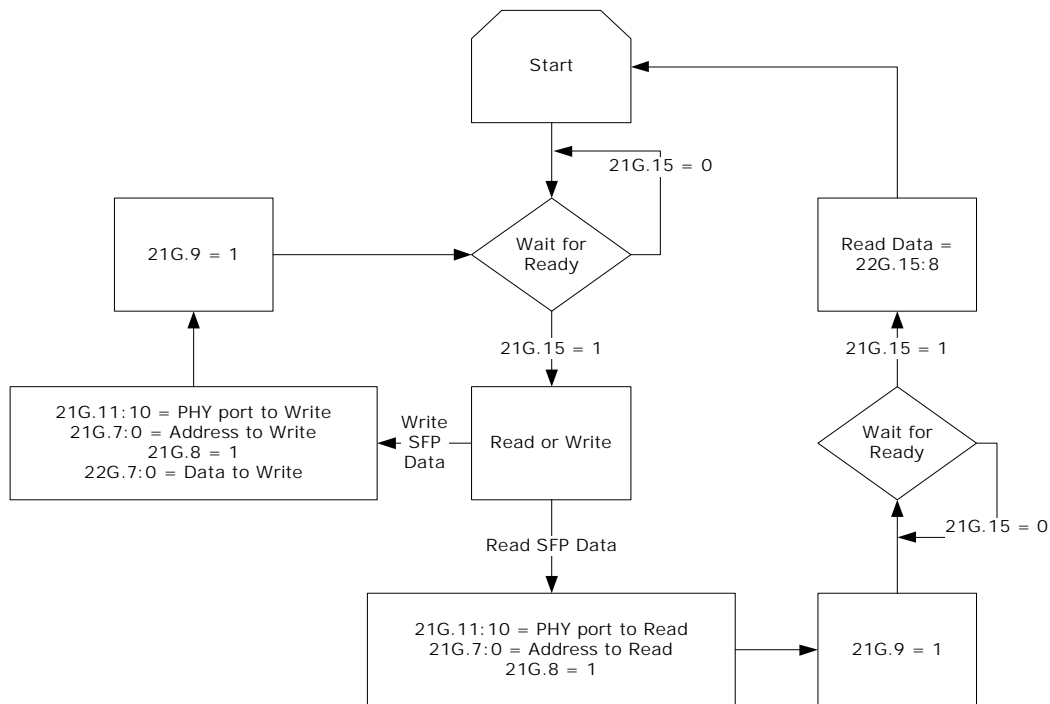 Start
21G.15 = 0
21G.9 = 1
Wait for
Ready
Read Data =
22G.15:8
21G.15 = 1
21G.15 = 1
21G.11:10 = PHY port to Write
21G.7:0 = Address to Write
21G.8 = 1
22G.7:0 = Data to Write
Write
SFP
Data
Read or Write
Wait for
Ready
21G.15 = 0
Read SFP Data
21G.11:10 = PHY port to Read
21G.7:0 = Address to Read
21G.8 = 1
21G.9 = 1